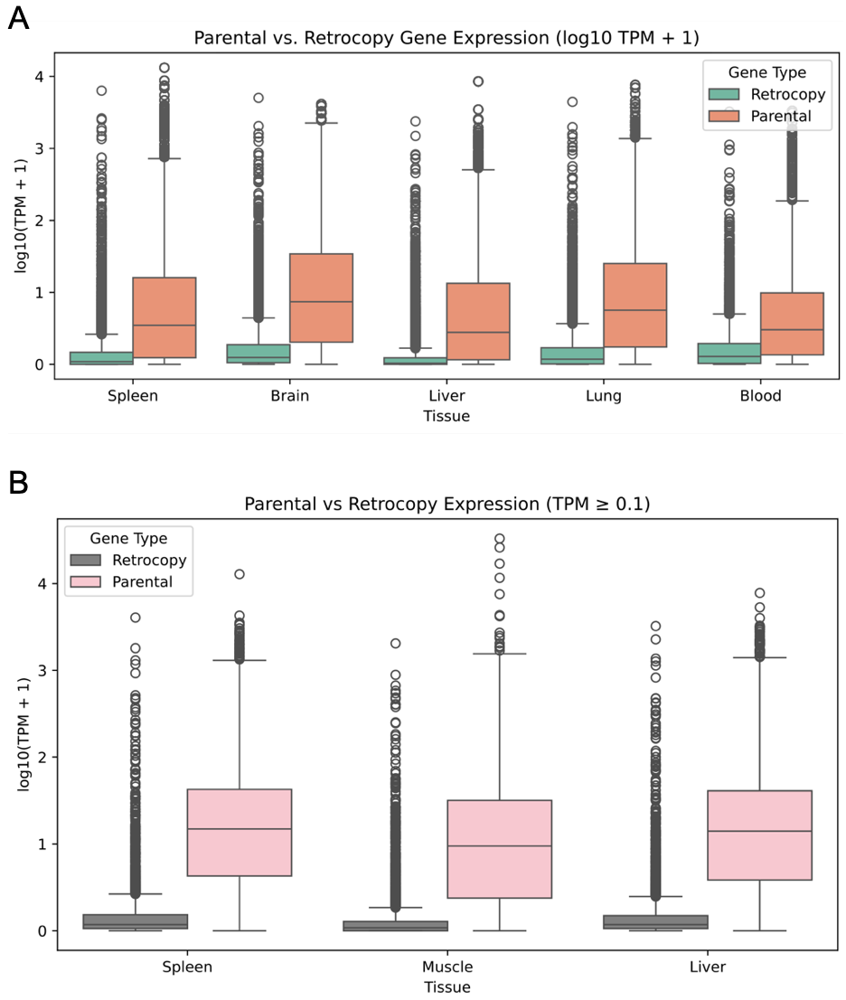 A
Parental vs. Retrocopy Gene Expression (log10 TPM + 1)
Gene Type
Retrocopy
Parental
log10(TPM + 1)
4
3
2
1
0
Spleen Brain Liver Lung Blood
Tissue
B
Parental vs Retrocopy Expression (TPM ≥ 0.1)
Gene Type
Retrocopy
Parental
log10(TPM + 1)
4
3
2
1
0
Spleen Muscle Liver
Tissue